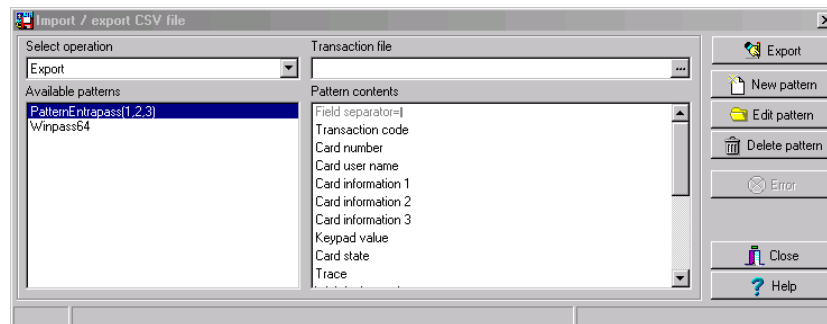 Import / export CSV file
Select operation
Export
Available patterns
PatternEntrapass(1,2,3)
Winpass64
Transaction file
...
Pattern contents
Field separator=|
Transaction code
Card number
Card user name
Card information 1
Card information 2
Card information 3
Keypad value
Card state
Trace
Export
New pattern
Edit pattern
Delete pattern
Error
Close
? Help